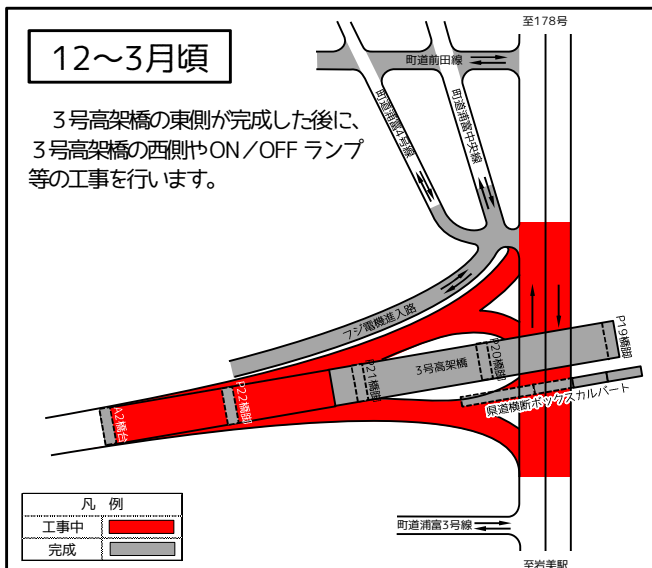 至178号
12～3月頃
町道前田線
３号高架橋の東側が完成した後に、
３号高架橋の西側やON／OFF ランプ
等の工事を行います。
町道浦富4号線
町道浦富中央線
フジ電機進入路
P19橋脚
P20橋脚
3号高架橋
P21橋脚
県道横断ボックスカルバート
P22橋脚
A2橋台
凡 例
工事中
完成
町道浦富3号線
至岩美駅